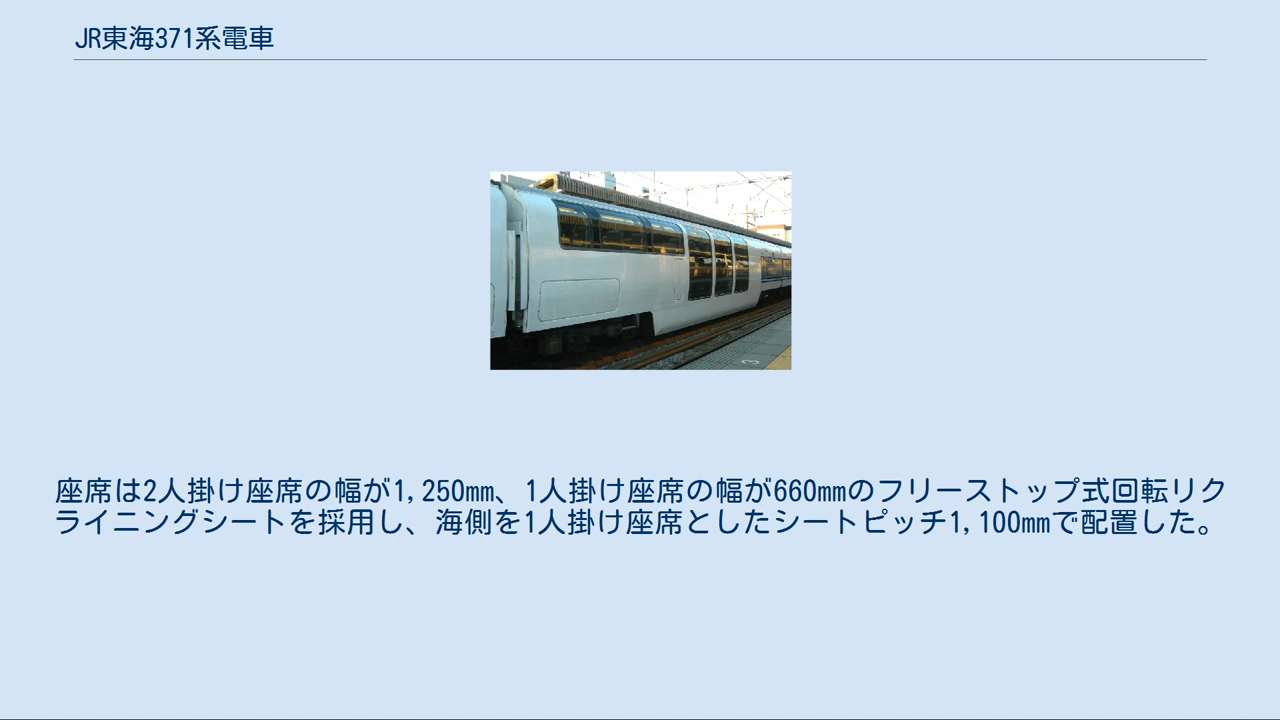 JR東海371系電車
座席は2人掛け座席の幅が1,250mm、1人掛け座席の幅が660mmのフリーストップ式回転リク
ライニングシートを採用し、海側を1人掛け座席としたシートピッチ1,100mmで配置した。